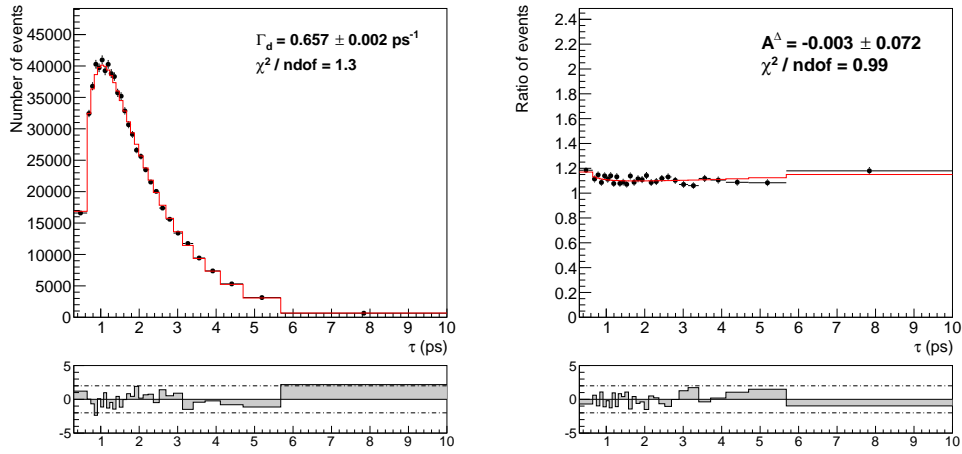 Number of events
45000
40000
35000
30000
25000
20000
15000
10000
5000
0
Γd = 0.657 ± 0.002 ps-1
χ2 / ndof = 1.3
1 2 3 4 5 6 7 8 9 10
τ (ps)
5
0
-5
1 2 3 4 5 6 7 8 9 10
Ratio of events
2.4
2.2
2
1.8
1.6
1.4
1.2
1
0.8
0.6
0.4
0.2
0
AΔ = -0.003 ± 0.072
χ2 / ndof = 0.99
1 2 3 4 5 6 7 8 9 10
τ (ps)
5
0
-5
1 2 3 4 5 6 7 8 9 10